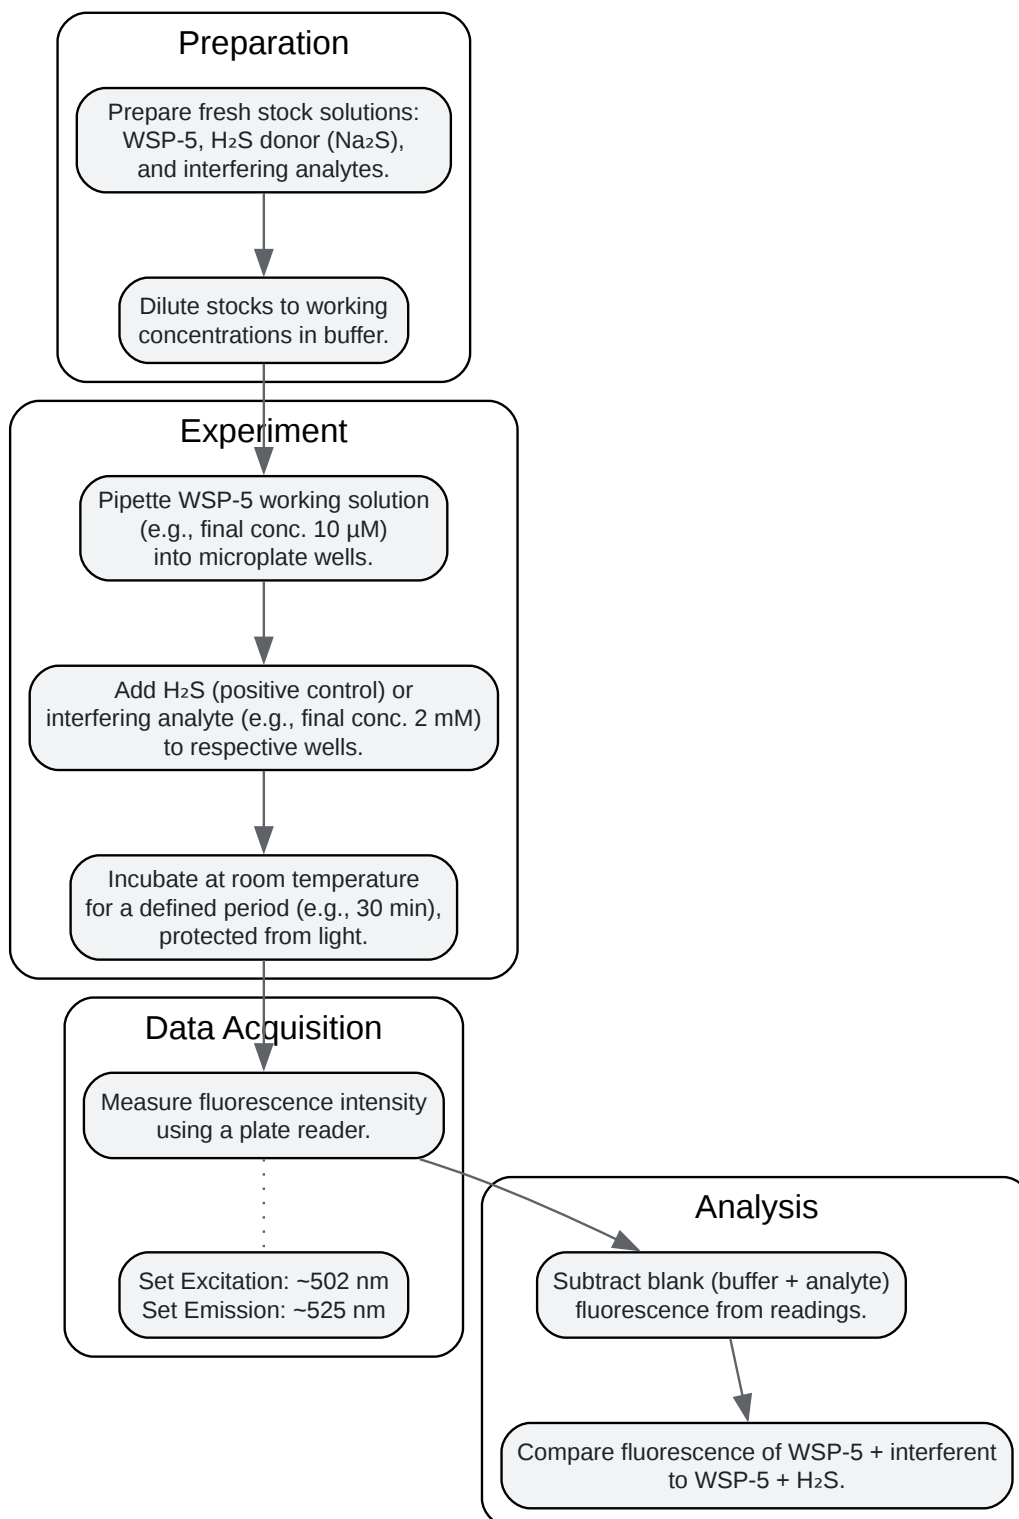 Preparation
Prepare fresh stock solutions:
WSP-5, H₂S donor (Na₂S),
and interfering analytes.
Dilute stocks to working
concentrations in buffer.
Experiment
Pipette WSP-5 working solution
(e.g., final conc. 10 µM)
into microplate wells.
Add H₂S (positive control) or
interfering analyte (e.g., final conc. 2 mM)
to respective wells.
Incubate at room temperature
for a defined period (e.g., 30 min),
protected from light.
Data Acquisition
Measure fluorescence intensity
using a plate reader.
Set Excitation: ~502 nm
Set Emission: ~525 nm
Analysis
Subtract blank (buffer + analyte)
fluorescence from readings.
Compare fluorescence of WSP-5 + interferent
to WSP-5 + H₂S.